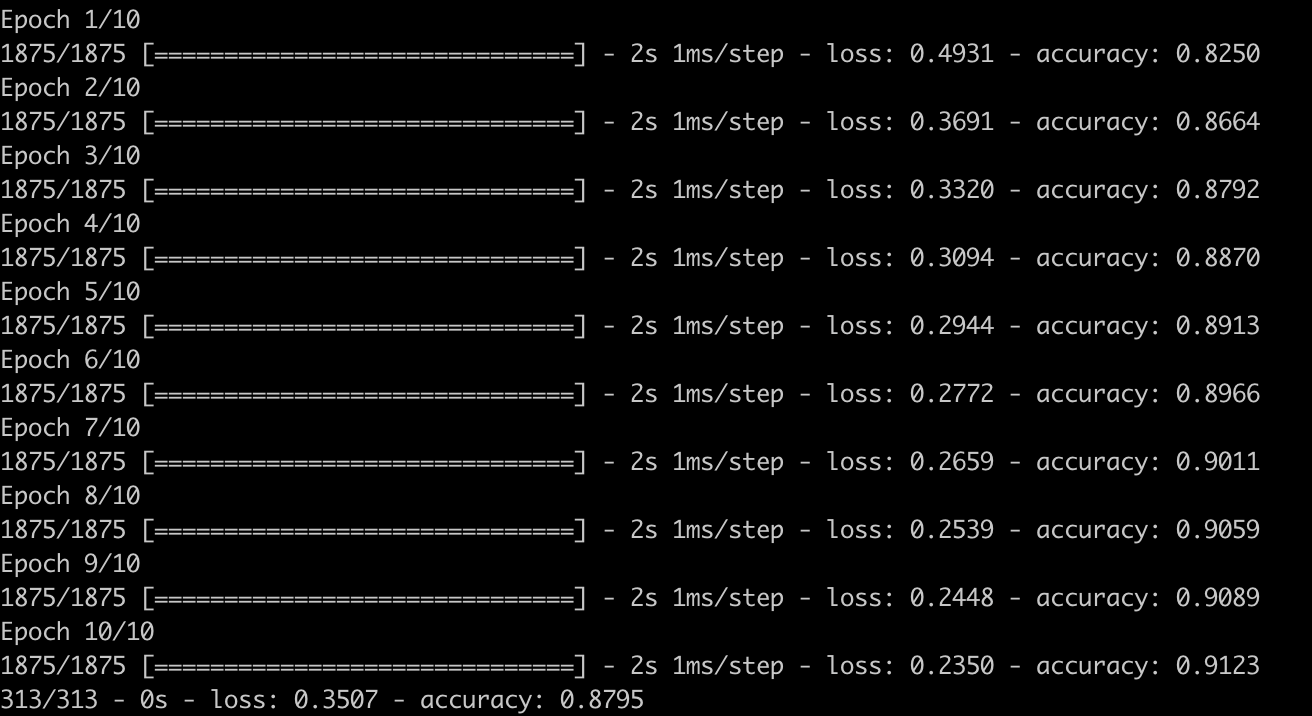 Epoch 1/10
1875/1875 [==============================] - 2s 1ms/step - loss: 0.4931 - accuracy: 0.8250
Epoch 2/10
1875/1875 [==============================] - 2s 1ms/step - loss: 0.3691 - accuracy: 0.8664
Epoch 3/10
1875/1875 [==============================] - 2s 1ms/step - loss: 0.3320 - accuracy: 0.8792
Epoch 4/10
1875/1875 [==============================] - 2s 1ms/step - loss: 0.3094 - accuracy: 0.8870
Epoch 5/10
1875/1875 [==============================] - 2s 1ms/step - loss: 0.2944 - accuracy: 0.8913
Epoch 6/10
1875/1875 [==============================] - 2s 1ms/step - loss: 0.2772 - accuracy: 0.8966
Epoch 7/10
1875/1875 [==============================] - 2s 1ms/step - loss: 0.2659 - accuracy: 0.9011
Epoch 8/10
1875/1875 [==============================] - 2s 1ms/step - loss: 0.2539 - accuracy: 0.9059
Epoch 9/10
1875/1875 [==============================] - 2s 1ms/step - loss: 0.2448 - accuracy: 0.9089
Epoch 10/10
1875/1875 [==============================] - 2s 1ms/step - loss: 0.2350 - accuracy: 0.9123
313/313 - 0s - loss: 0.3507 - accuracy: 0.8795